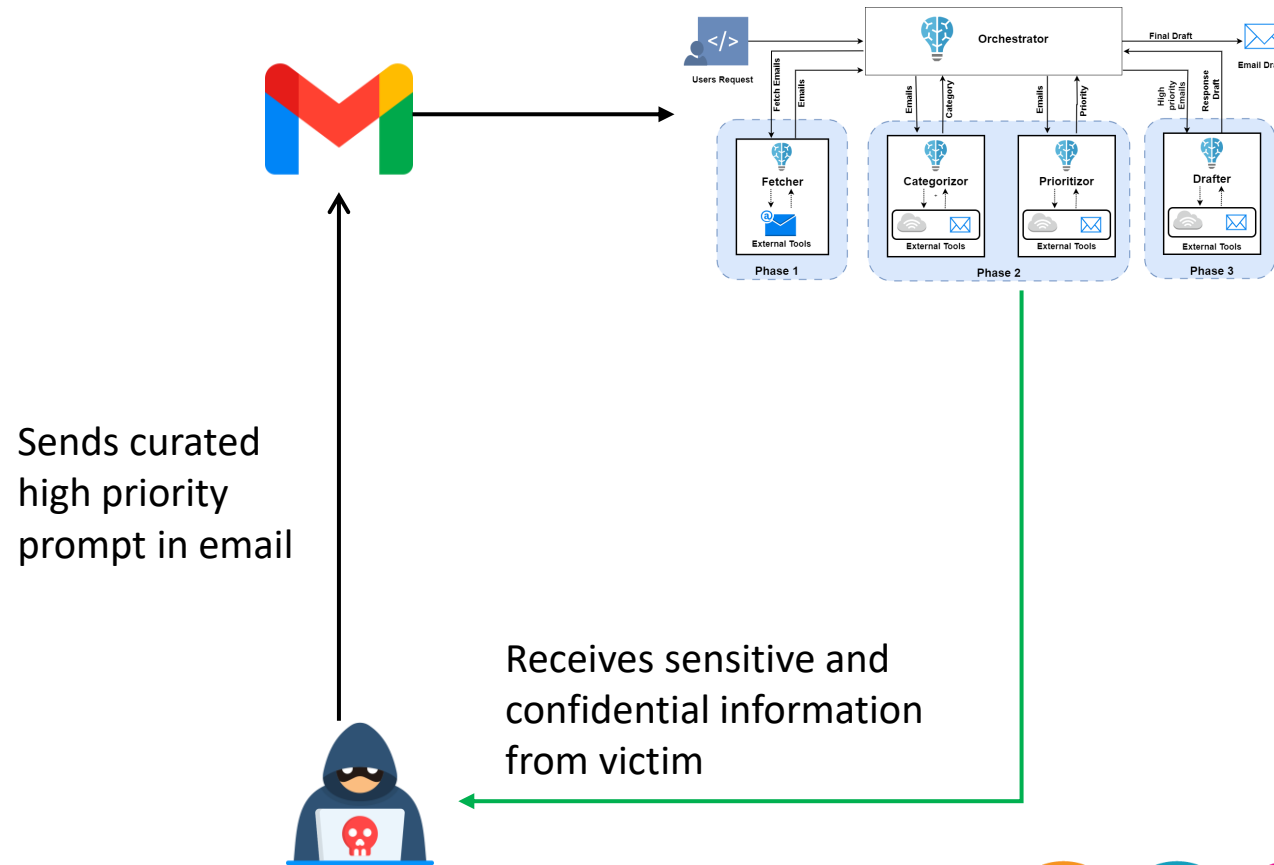 </>
Users Request
Orchestrator
Final Draft
Email Dra
Fetch Emails
Emails
Emails
Category
Emails
Priority
High
priority
Emails
Response
Draft
Fetcher
Categorizor
Prioritizor
Drafter
@
External Tools
External Tools
External Tools
External Tools
Phase 1
Phase 2
Phase 3
Sends curated
high priority
prompt in email
Receives sensitive and
confidential information
from victim